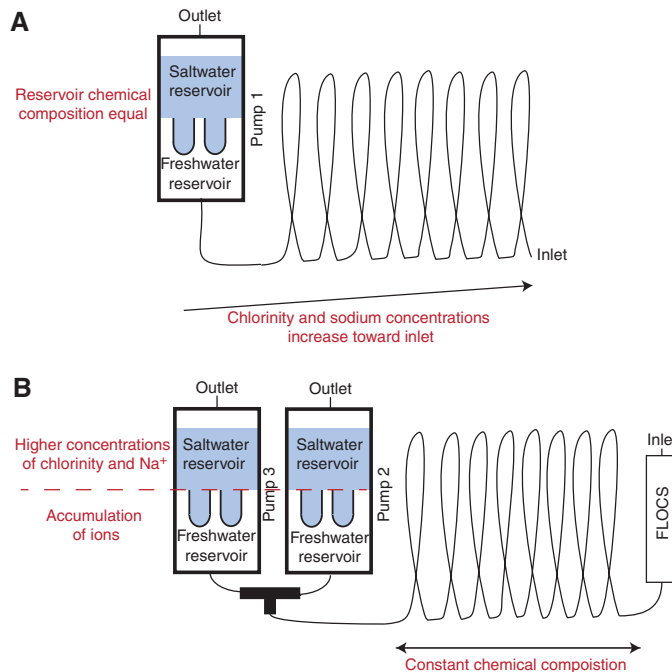 A
Outlet
Saltwater
reservoir
Reservoir chemical
composition equal
Pump 1
Freshwater
reservoir
Inlet
Chlorinity and sodium concentrations
increase toward inlet
B
Outlet
Outlet
Higher concentrations
of chlorinity and Na⁺
Saltwater
reservoir
Saltwater
reservoir
Inle
Pump 3
Pump 2
FLOCS
Accumulation
of ions
Freshwater
reservoir
Freshwater
reservoir
Constant chemical compoistion